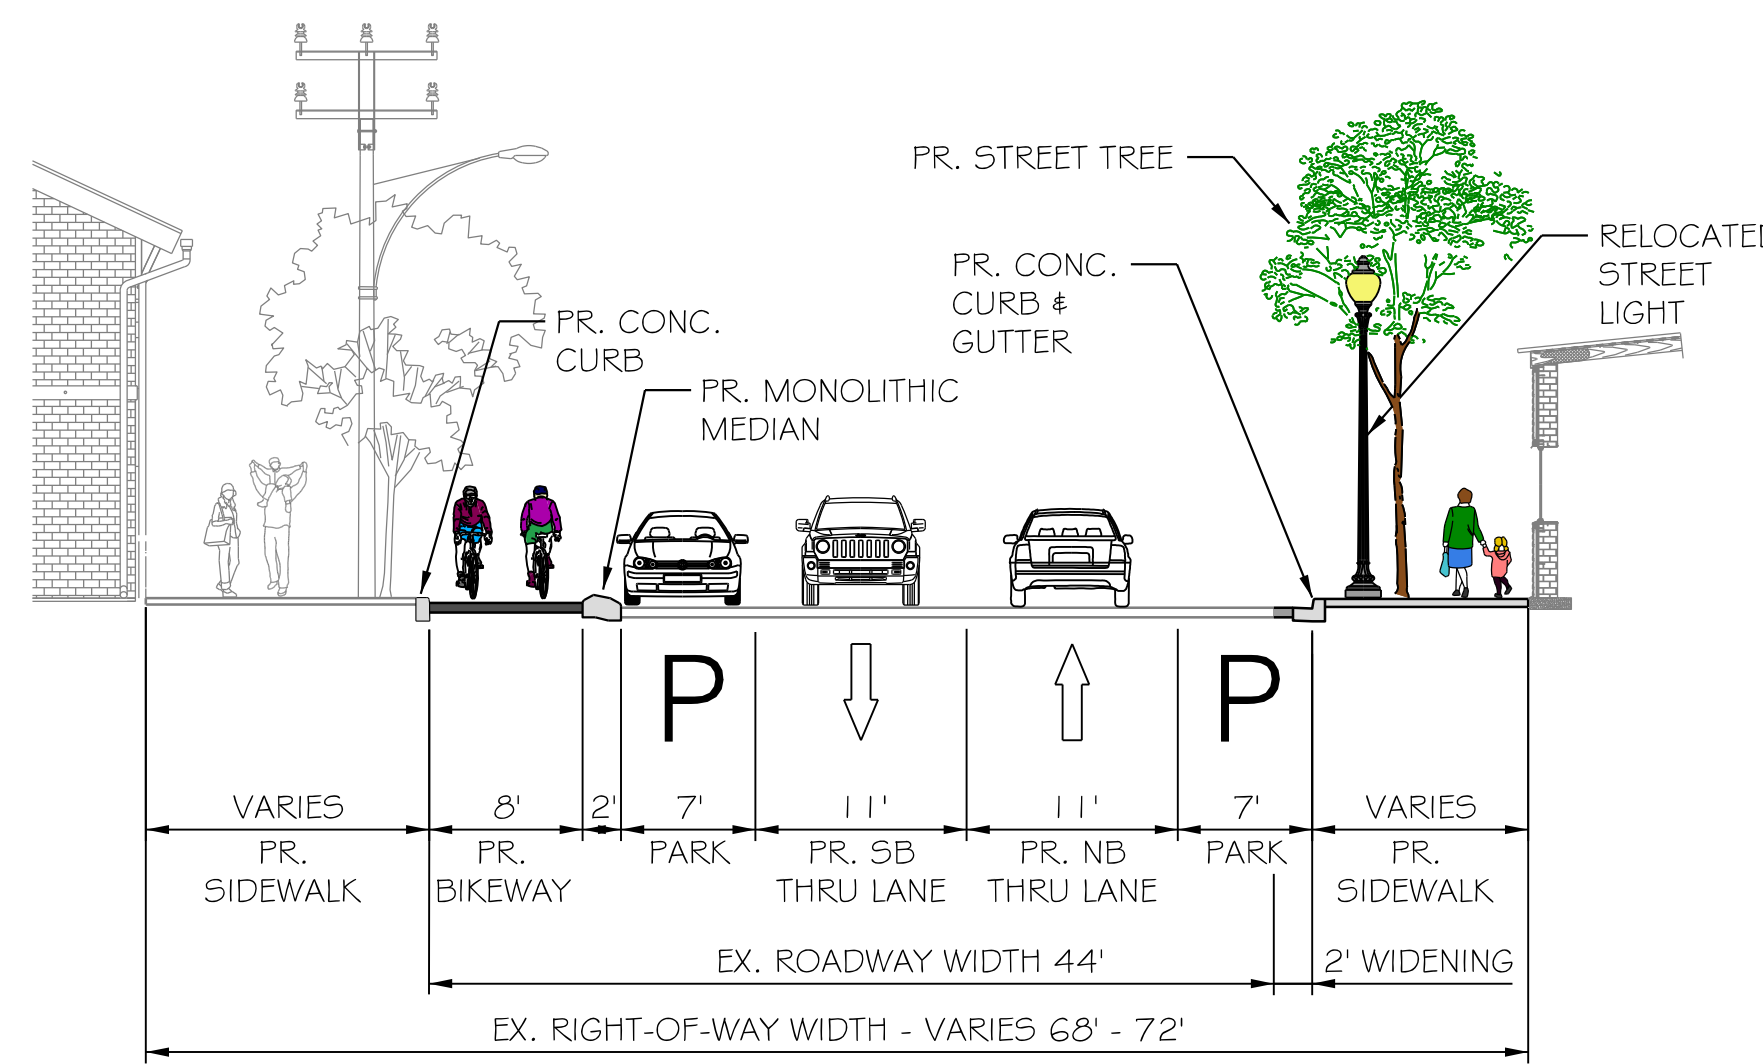 PR. STREET TREE
RELOCATED
STREET
LIGHT
PR. CONC.
CURB &
GUTTER
PR. CONC.
CURB
PR. MONOLITHIC
MEDIAN
P P
VARIES 8' 2' 7' 11' 11' 7' VARIES
PR. PR. PARK PR. SB PR. NB PARK PR.
SIDEWALK BIKEWAY THRU LANE THRU LANE SIDEWALK
EX. ROADWAY WIDTH 44' 2' WIDENING
EX. RIGHT-OF-WAY WIDTH - VARIES 68' - 72'